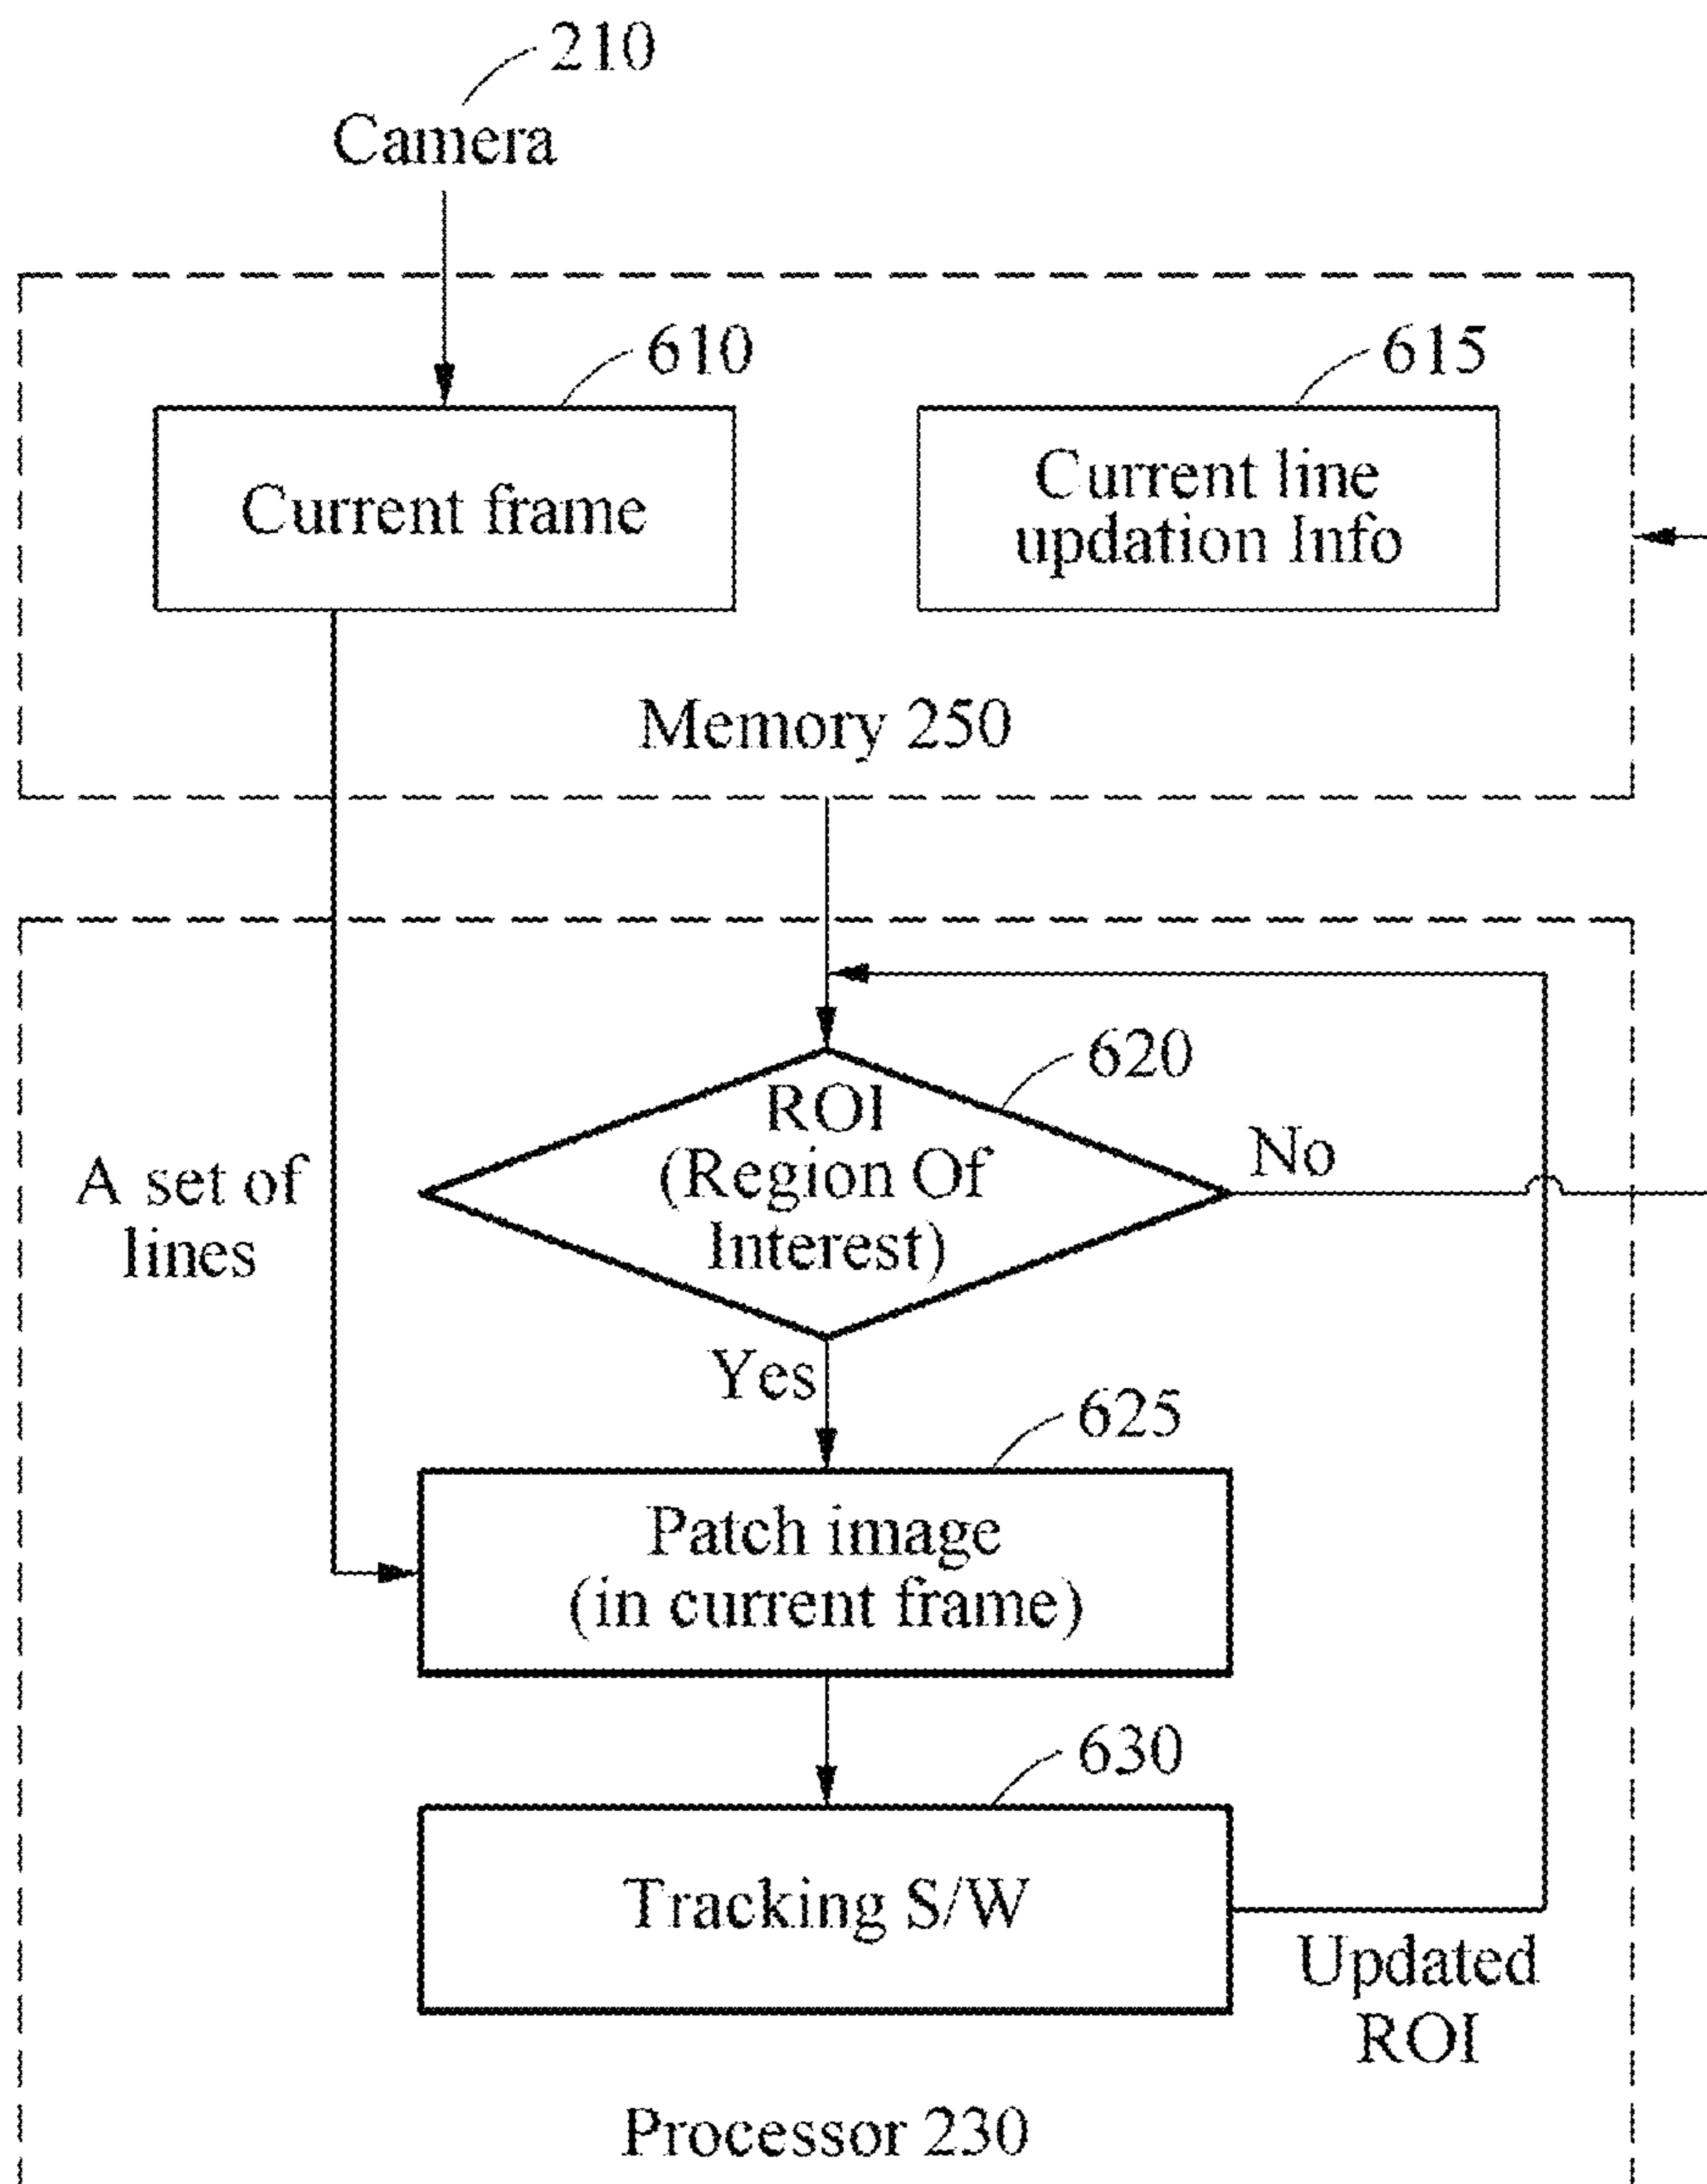 210
Camera
610
615
Current frame
Current line
updation Info
Memory 250
620
ROI
(Region Of
Interest)
No
A set of
lines
Yes
625
Patch image
(in current frame)
630
Tracking S/W
Updated
ROI
Processor 230